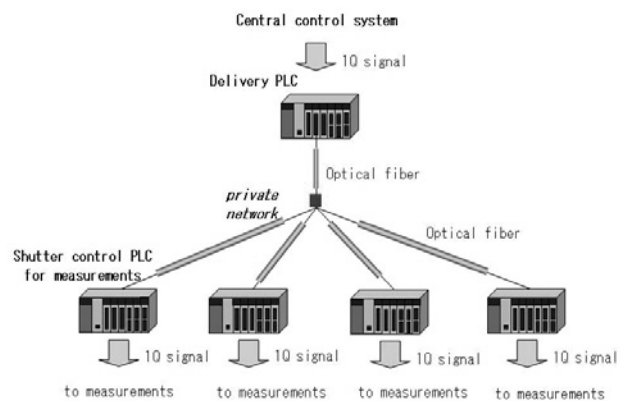 Central control system
1Q signal
Delivery PLC
Optical fiber
private
network
Optical fiber
Shutter control PLC
for measurements
1Q signal
1Q signal
1Q signal
1Q signal
to measurements
to measurements
to measurements
to measurements